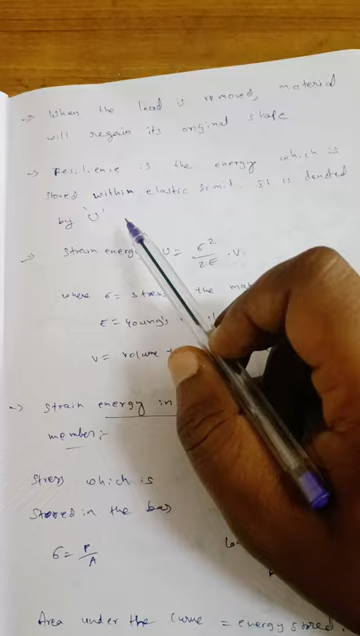 -> When the load is removed, material
will regain its original shape
-> Resilience is the energy which is
stored within elastic limit. It is denoted
by 'U'
-> Strain energy U = σ²/2E · V
where σ = stress the
E = Young's
V = volume
-> Strain energy in
member:-
Stress which is
Stored in the bar
σ = P/A
Area under the curve = energy stored.